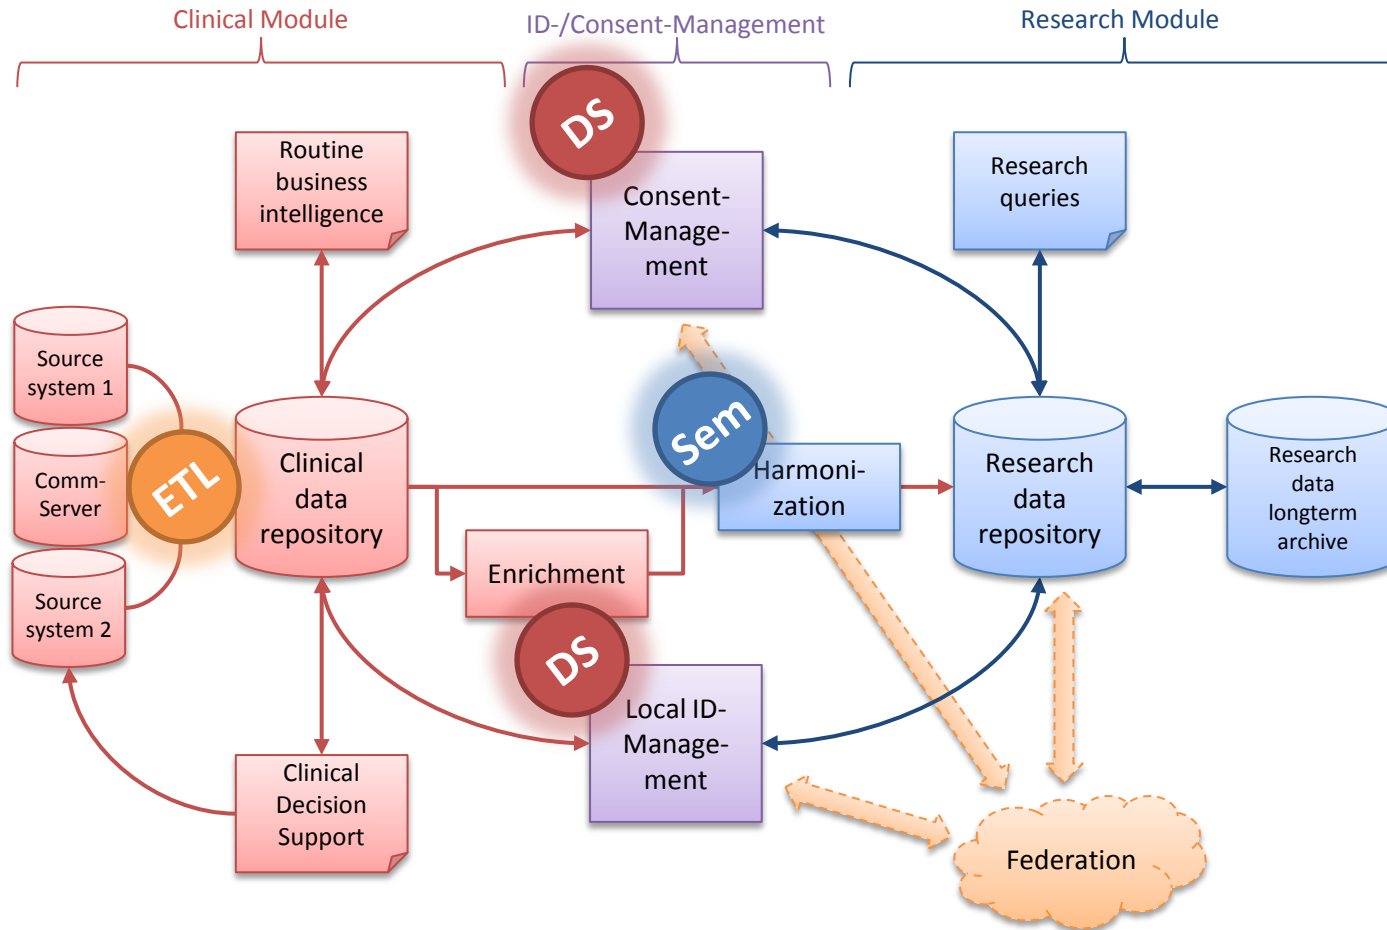 Clinical Module
ID-/Consent-Management
Research Module
DS
Routine
business
intelligence
Consent-
Manage-
ment
Research
queries
Source
system 1
Comm-
Server
Source
system 2
ETL
Clinical
data
repository
Sem
Harmoni-
zation
Enrichment
Research
data
repository
Research
data
longterm
archive
DS
Local ID-
Manage-
ment
Clinical
Decision
Support
Federation